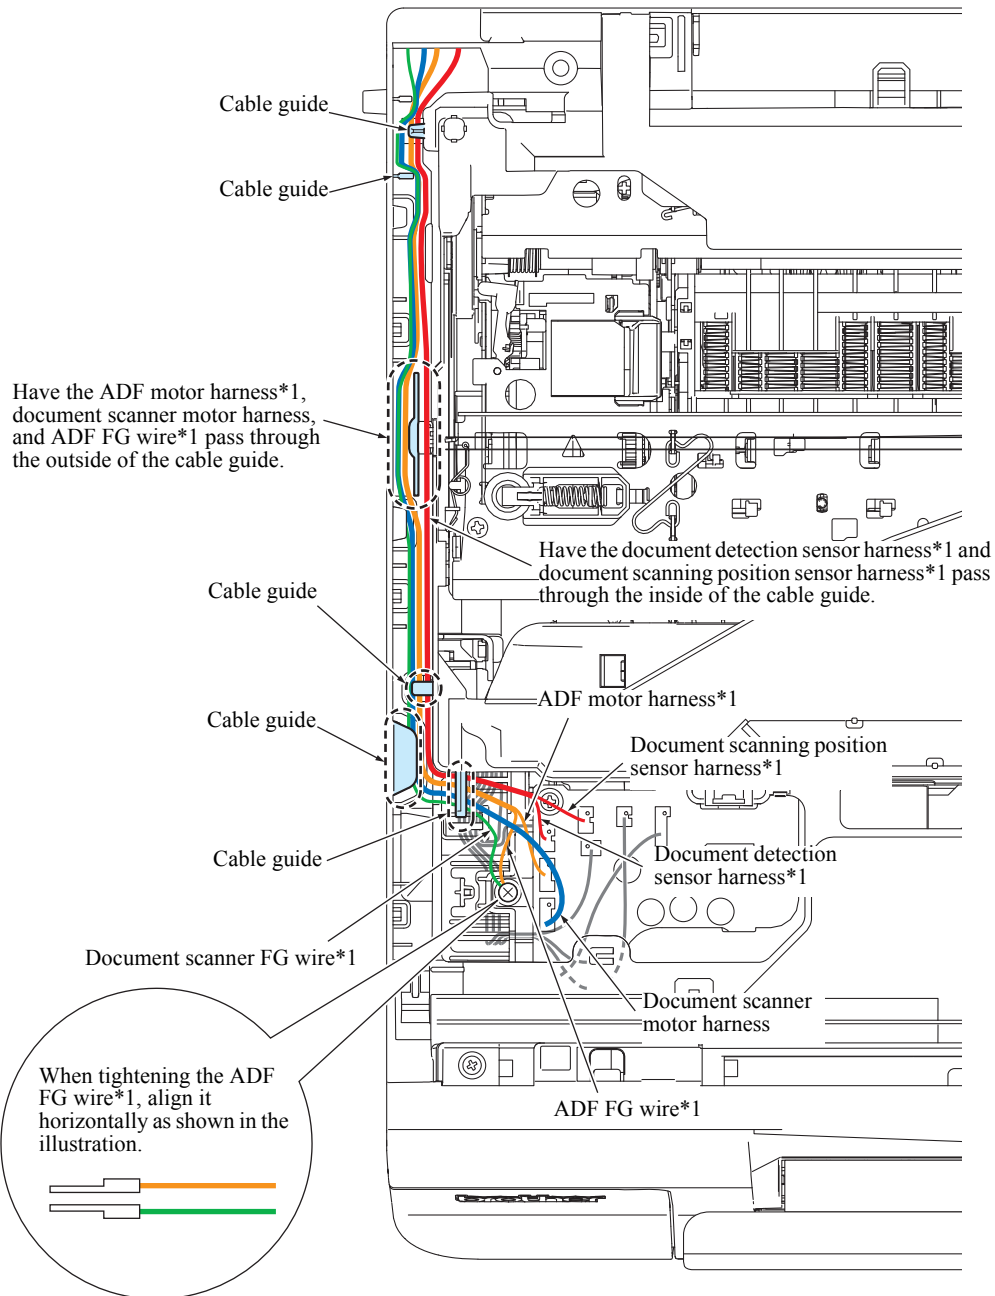 Cable guide
Cable guide
Have the ADF motor harness*1,
document scanner motor harness,
and ADF FG wire*1 pass through
the outside of the cable guide.
Have the document detection sensor harness*1 and
document scanning position sensor harness*1 pass
through the inside of the cable guide.
Cable guide
ADF motor harness*1
Cable guide
Document scanning position
sensor harness*1
Cable guide
Document detection
sensor harness*1
Document scanner FG wire*1
Document scanner
motor harness
When tightening the ADF
FG wire*1, align it
horizontally as shown in the
illustration.
ADF FG wire*1